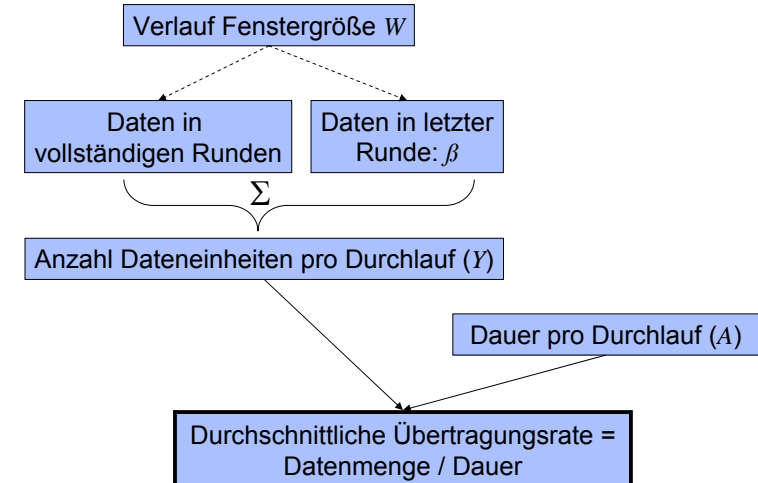 Verlauf Fenstergröße W
Daten in
vollständigen Runden
Daten in letzter
Runde: β
Σ
Anzahl Dateneinheiten pro Durchlauf (Y)
Dauer pro Durchlauf (A)
Durchschnittliche Übertragungsrate =
Datenmenge / Dauer